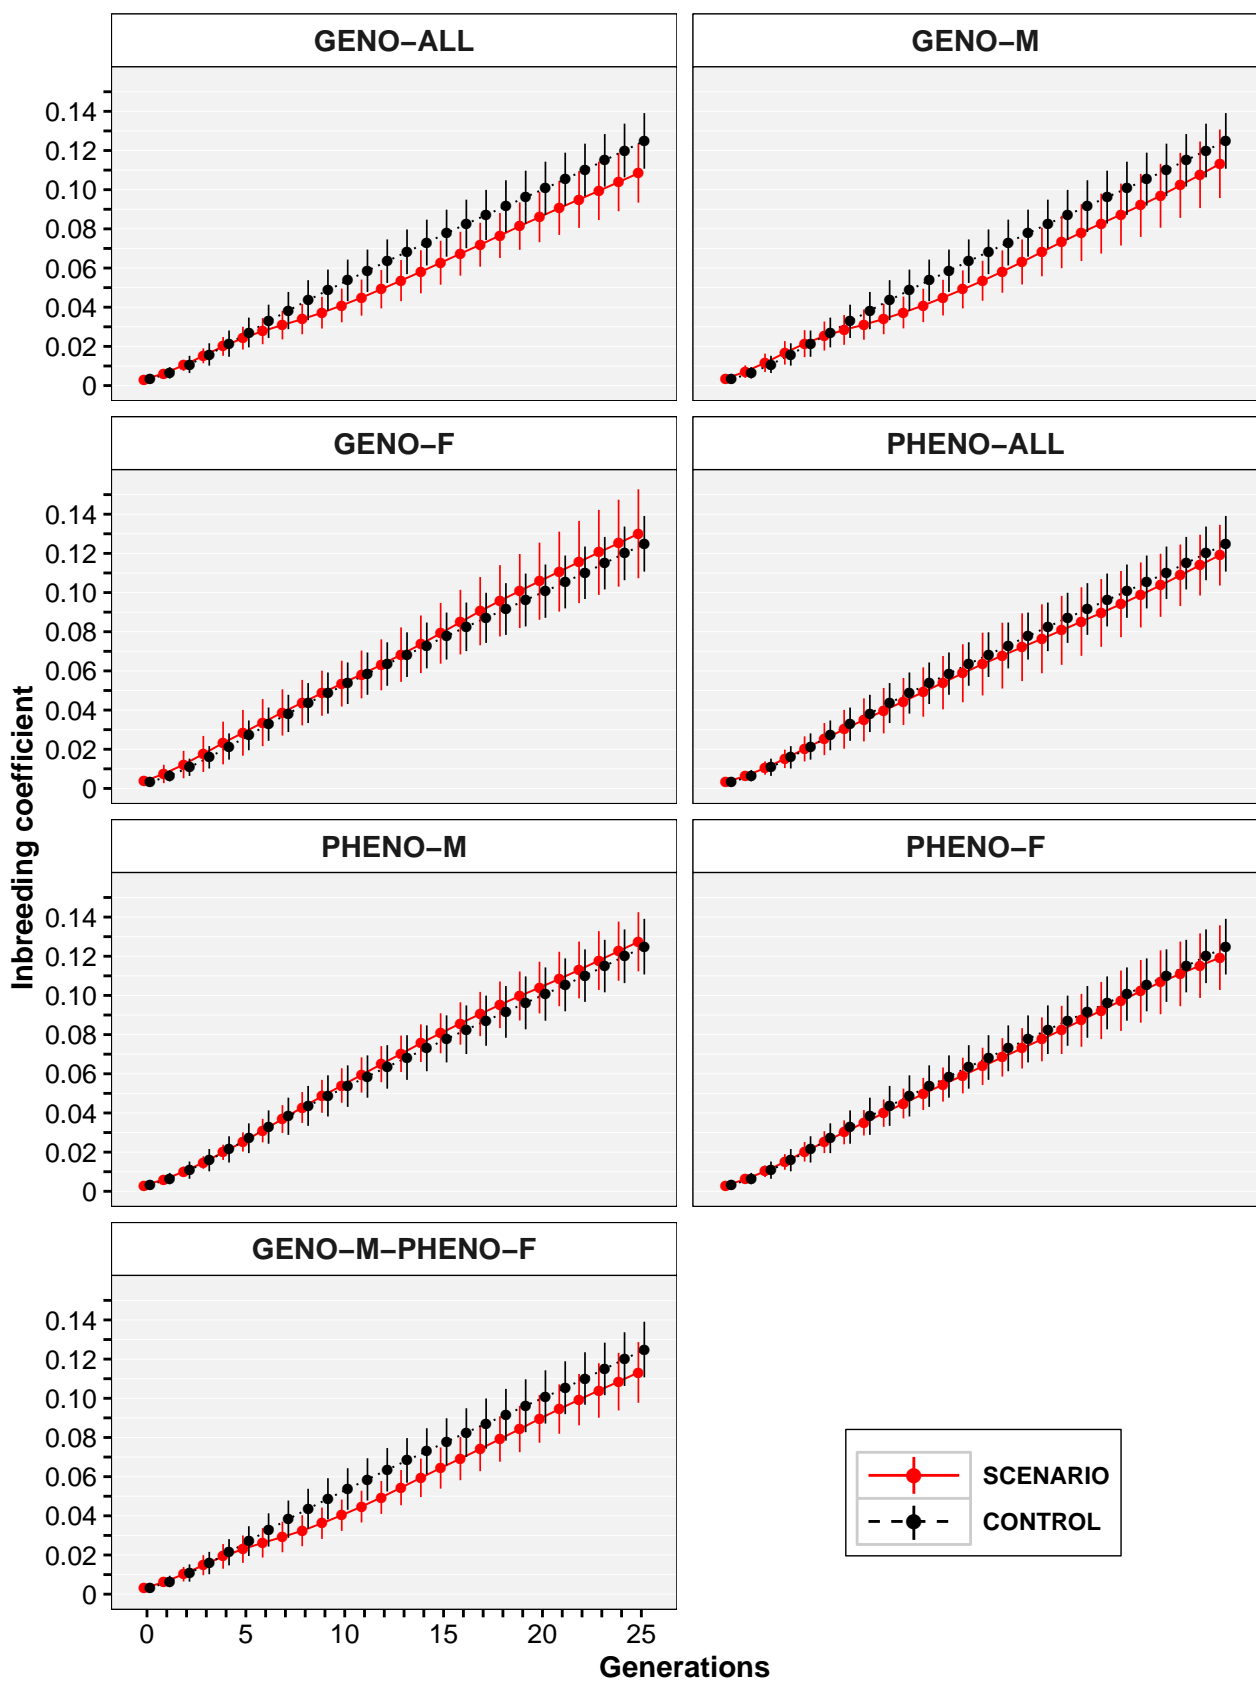 GENO–ALL
GENO–M
0.14
0.12
0.10
0.08
0.06
0.04
0.02
0
GENO–F
PHENO–ALL
0.14
0.12
0.10
0.08
0.06
0.04
0.02
0
Inbreeding coefficient
PHENO–M
PHENO–F
0.14
0.12
0.10
0.08
0.06
0.04
0.02
0
GENO–M–PHENO–F
0.14
0.12
0.10
0.08
0.06
0.04
0.02
0
0 5 10 15 20 25
Generations
SCENARIO
CONTROL